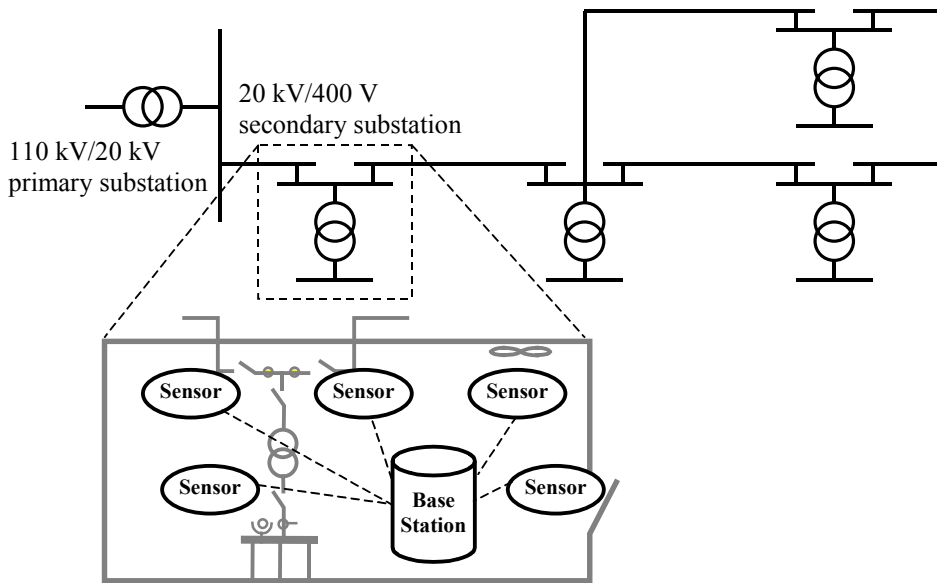 20 kV/400 V
secondary substation
110 kV/20 kV
primary substation
Sensor
Sensor
Sensor
Sensor
Sensor
Base
Station